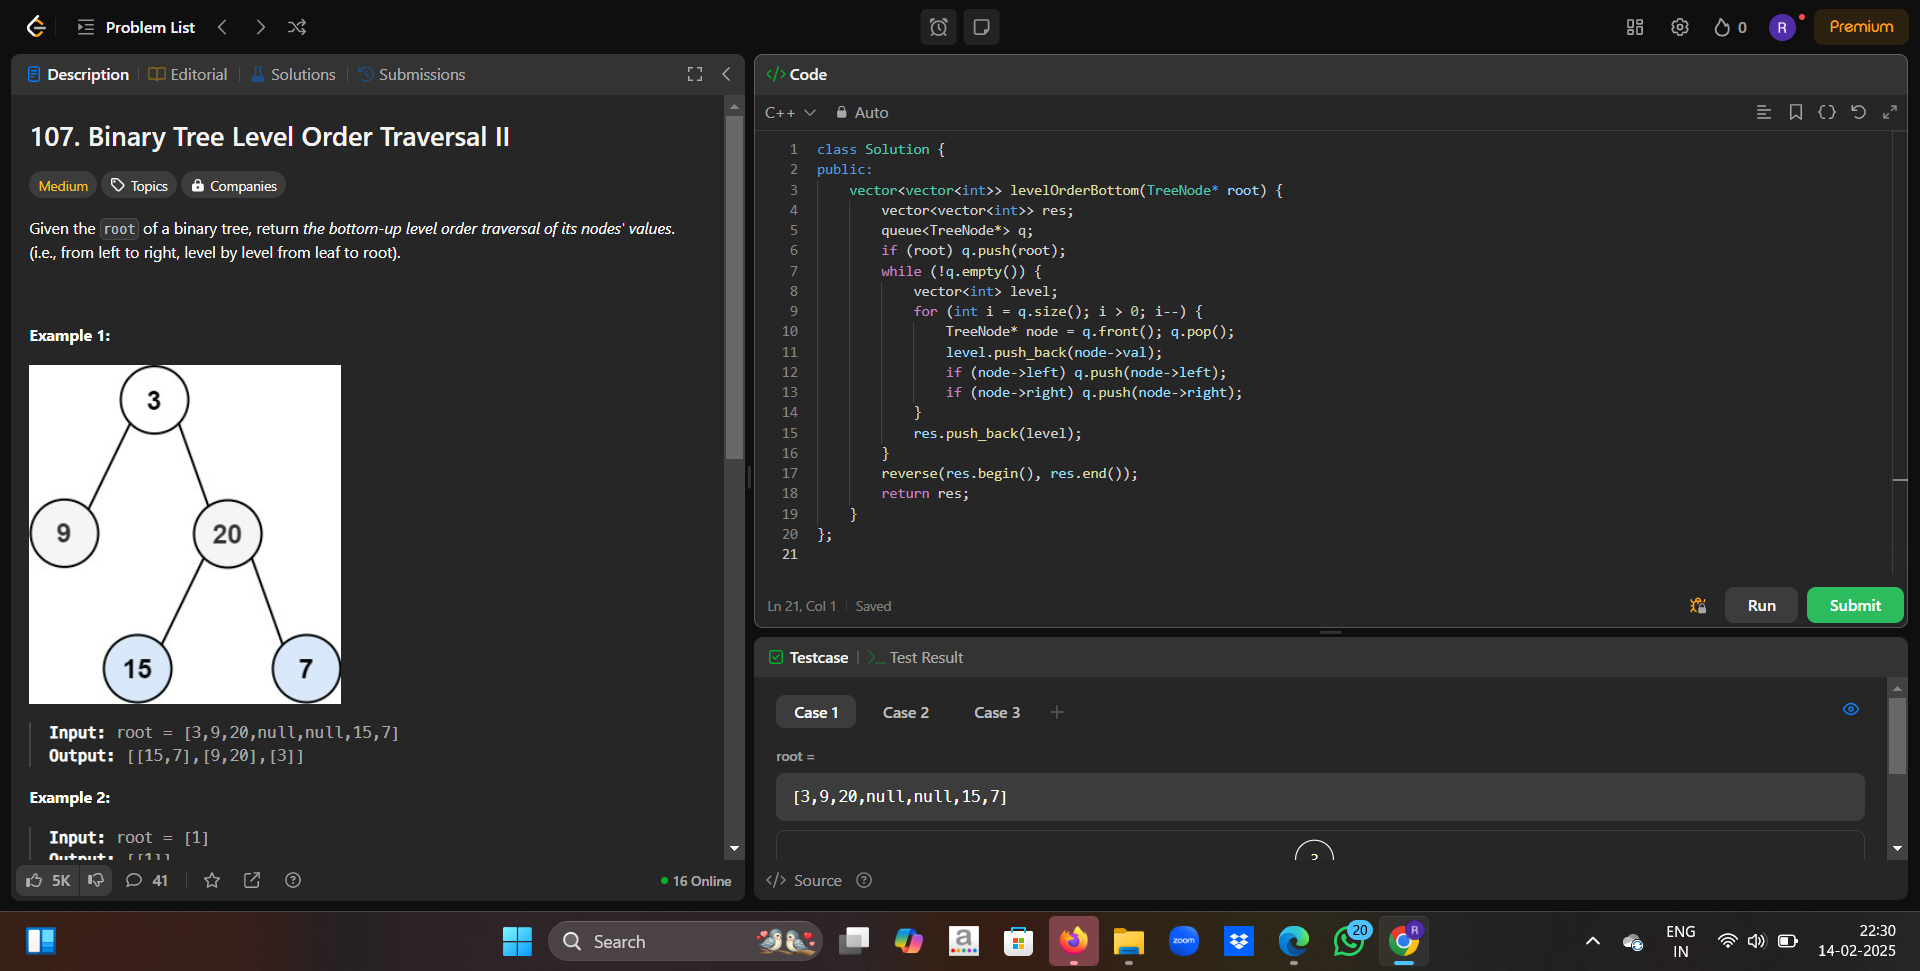 Problem List
0
R
Premium
Description
Editorial
Solutions
Submissions
107. Binary Tree Level Order Traversal II
Medium
Topics
Companies
Given the root of a binary tree, return the bottom-up level order traversal of its nodes' values.
(i.e., from left to right, level by level from leaf to root).
Example 1:
3
9
20
15
7
Input: root = [3,9,20,null,null,15,7]
Output: [[15,7],[9,20],[3]]
Example 2:
Input: root = [1]
Output: [[1]]
5K
41
16 Online
</> Code
C++
Auto
1 class Solution {
2 public:
3 vector<vector<int>> levelOrderBottom(TreeNode* root) {
4 vector<vector<int>> res;
5 queue<TreeNode*> q;
6 if (root) q.push(root);
7 while (!q.empty()) {
8 vector<int> level;
9 for (int i = q.size(); i > 0; i--) {
10 TreeNode* node = q.front(); q.pop();
11 level.push_back(node->val);
12 if (node->left) q.push(node->left);
13 if (node->right) q.push(node->right);
14 }
15 res.push_back(level);
16 }
17 reverse(res.begin(), res.end());
18 return res;
19 }
20 };
21
Ln 21, Col 1
Saved
Run
Submit
Testcase
>_ Test Result
Case 1
Case 2
Case 3
+
root =
[3,9,20,null,null,15,7]
3
</> Source
Search
a
zoom
20
R
ENG
IN
22:30
14-02-2025